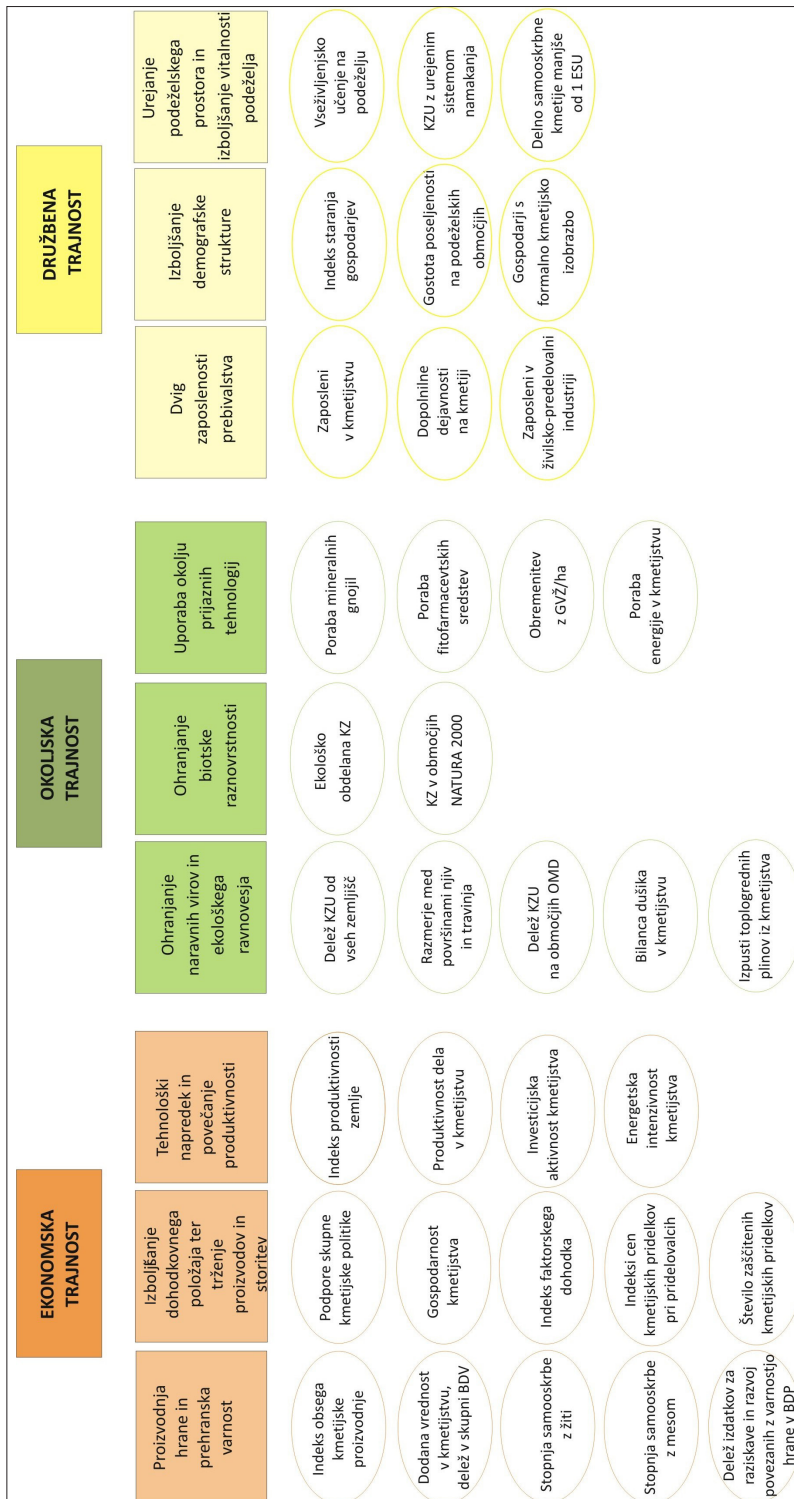 EKONOMSKA
TRAJNOST
OKOLJSKA
TRAJNOST
DRUŽBENA
TRAJNOST
Proizvodnja
hrane in
prehranska
varnost
Izboljšanje
dohodkovnega
položaja ter
trženje
proizvodov in
storitev
Tehnološki
napredek in
povečanje
produktivnosti
Ohranjanje
naravnih virov in
ekološkega
ravnovesja
Ohranjanje
biotske
raznovrstnosti
Uporaba okolju
prijaznih
tehnologij
Dvig
zaposlenosti
prebivalstva
Izboljšanje
demografske
strukture
Urejanje
podeželskega
prostora in
izboljšanje vitalnosti
podeželja
Indeks obsega
kmetijske
proizvodnje
Podpore skupne
kmetijske politike
Indeks produktivnosti
zemlje
Delež KZU od
vseh zemljišč
Ekološko
obdelana KZ
Poraba mineralnih
gnojil
Zaposleni
v kmetijstvu
Indeks staranja
gospodarjev
Vseživljenjsko
učenje na
podeželju
Dodana vrednost
v kmetijstvu,
delež v skupni BDV
Gospodarnost
kmetijstva
Produktivnost dela
v kmetijstvu
Razmerje med
površinami njiv
in travinja
KZ v območjih
NATURA 2000
Poraba
fitofarmacevtskih
sredstev
Dopolnilne
dejavnosti
na kmetiji
Gostota poseljenosti
na podeželskih
območjih
KZU z urejenim
sistemom
namakanja
Stopnja samooskrbe
z žiti
Indeks faktorskega
dohodka
Investicijska
aktivnost kmetijstva
Delež KZU
na območjih OMD
Obremenitev
z GVŽ/ha
Zaposleni v
živilsko-predelovalni
industriji
Gospodarji s
formalno kmetijsko
izobrazbo
Delno samooskrbne
kmetije manjše
od 1 ESU
Stopnja samooskrbe
z mesom
Indeksi cen
kmetijskih pridelkov
pri pridelovalcih
Energetska
intenzivnost
kmetijstva
Bilanca dušika
v kmetijstvu
Poraba
energije v kmetijstvu
Delež izdatkov za
raziskave in razvoj
povezanih z varnostjo
hrane v BDP
Število zaščitenih
kmetijskih pridelkov
Izpusti toplogrednih
plinov iz kmetijstva